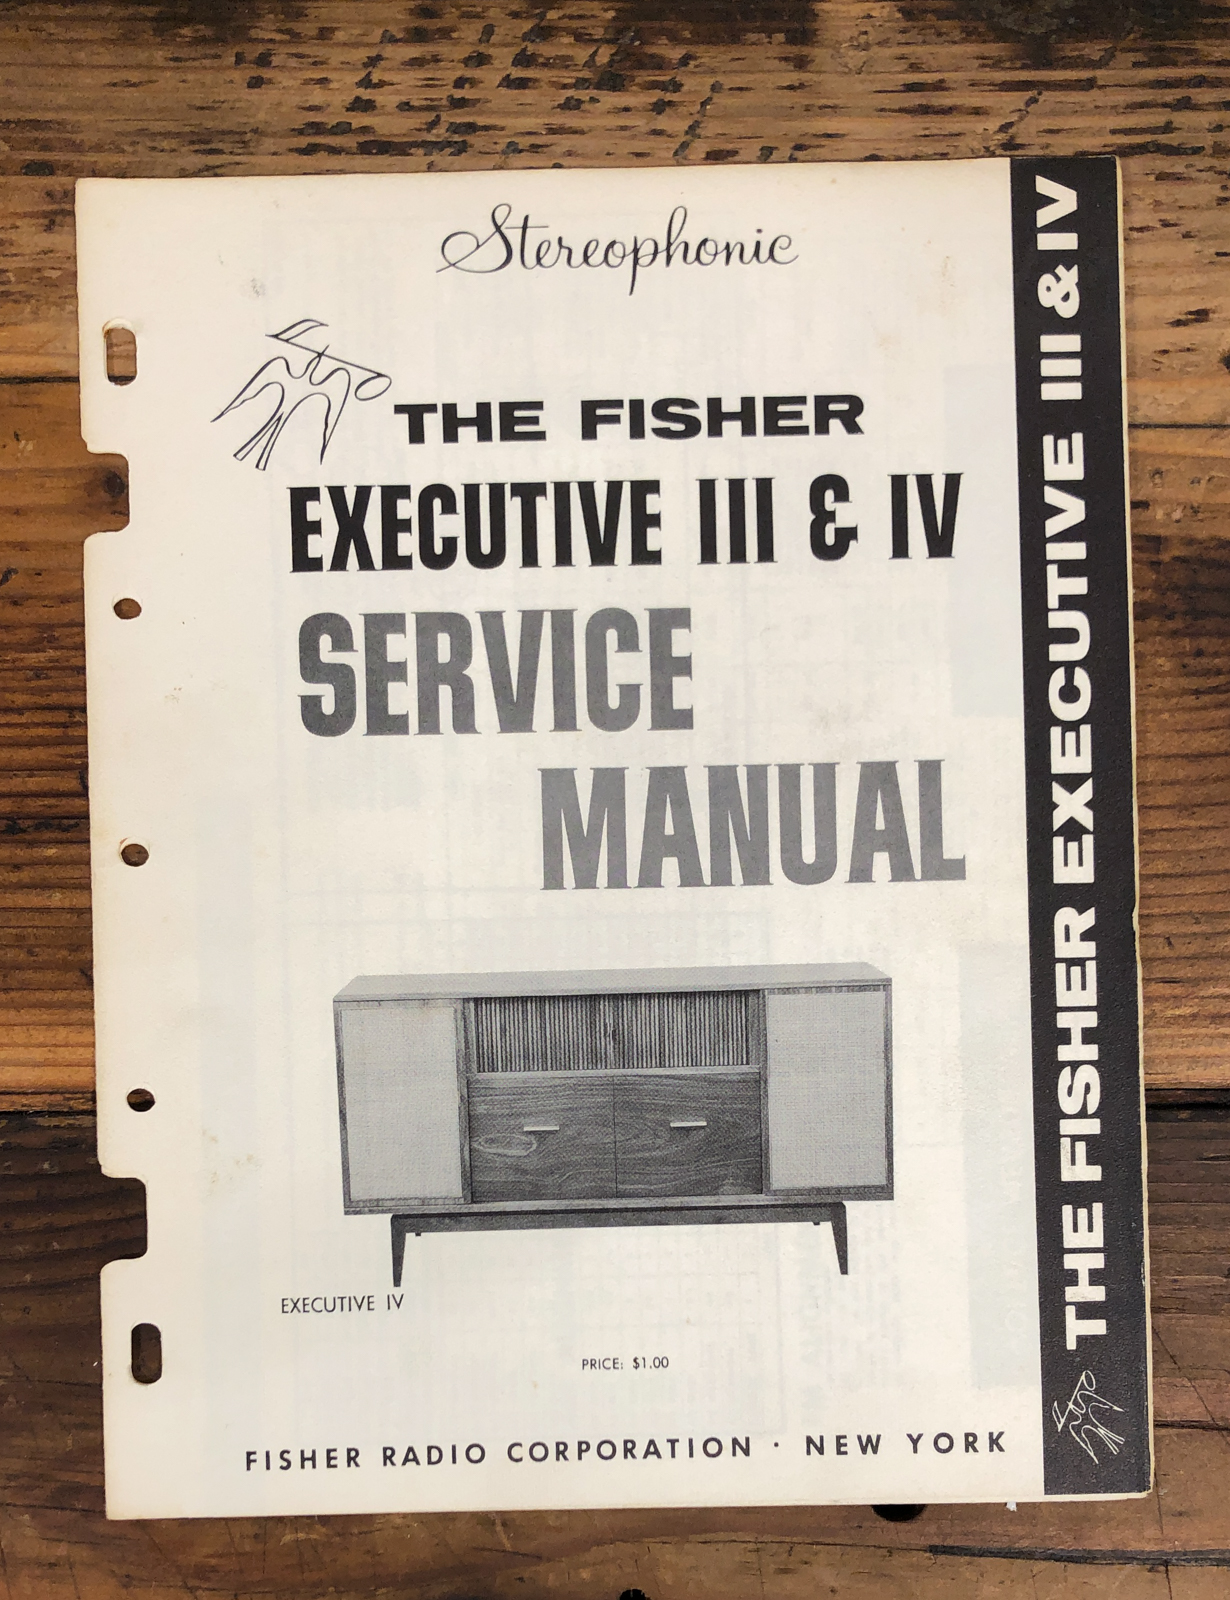 Stereophonic
THE FISHER
EXECUTIVE III & IV
SERVICE
MANUAL
EXECUTIVE IV
PRICE: $1.00
FISHER RADIO CORPORATION · NEW YORK
THE FISHER EXECUTIVE III & IV